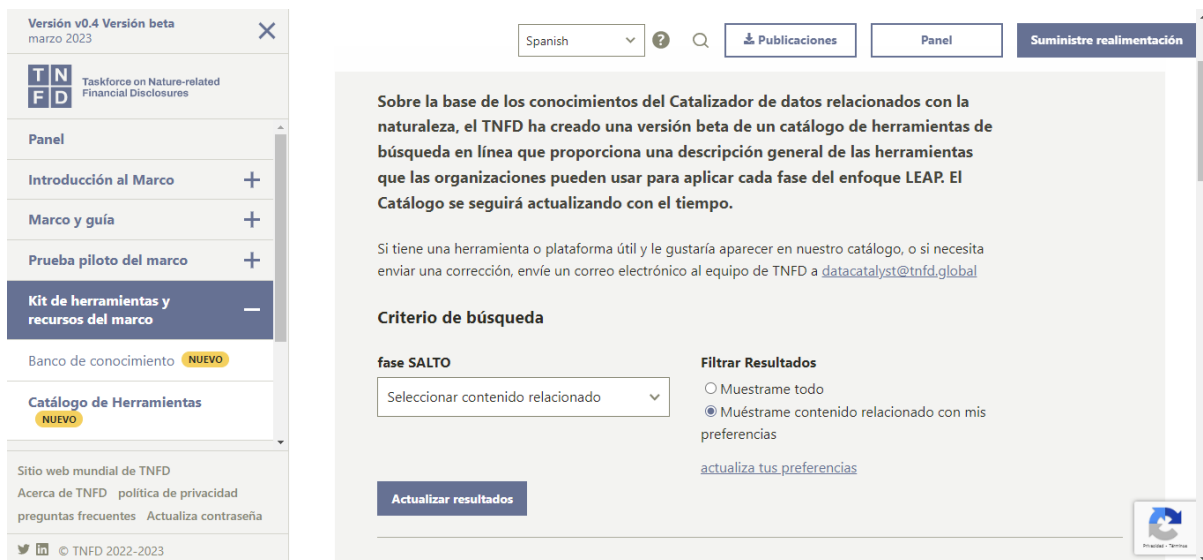 Versión v0.4 Versión beta
marzo 2023
TNFD
Taskforce on Nature-related
Financial Disclosures
Panel
Introducción al Marco
Marco y guía
Prueba piloto del marco
Kit de herramientas y
recursos del marco
Banco de conocimiento NUEVO
Catálogo de Herramientas
NUEVO
Sitio web mundial de TNFD
Acerca de TNFD política de privacidad
preguntas frecuentes Actualiza contraseña
© TNFD 2022-2023
Spanish ? Publicaciones Panel Suministre realimentación
Sobre la base de los conocimientos del Catalizador de datos relacionados con la
naturaleza, el TNFD ha creado una versión beta de un catálogo de herramientas de
búsqueda en línea que proporciona una descripción general de las herramientas
que las organizaciones pueden usar para aplicar cada fase del enfoque LEAP. El
Catálogo se seguirá actualizando con el tiempo.
Si tiene una herramienta o plataforma útil y le gustaría aparecer en nuestro catálogo, o si necesita
enviar una corrección, envíe un correo electrónico al equipo de TNFD a datacatalyst@tnfd.global
Criterio de búsqueda
fase SALTO
Seleccionar contenido relacionado
Filtrar Resultados
Muestrame todo
Muéstrame contenido relacionado con mis
preferencias
actualiza tus preferencias
Actualizar resultados
Privacidad - Términos